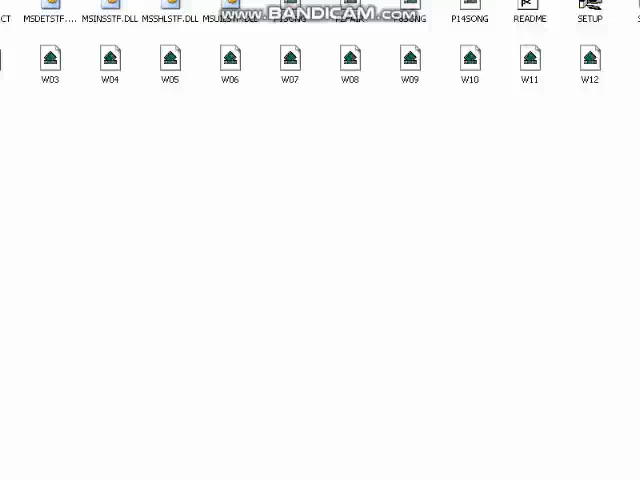 www.BANDICAM.com
CT MSDETSTF.... MSINSSTF.DLL MSSHLSTF.DLL P14SONG README SETUP
W03 W04 W05 W06 W07 W08 W09 W10 W11 W12